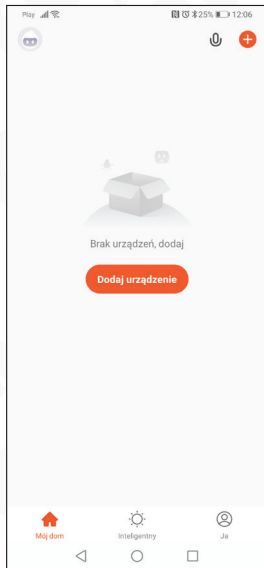 Play 25% 12:06
Brak urządzeń, dodaj
Dodaj urządzenie
Mój dom Inteligentny Ja